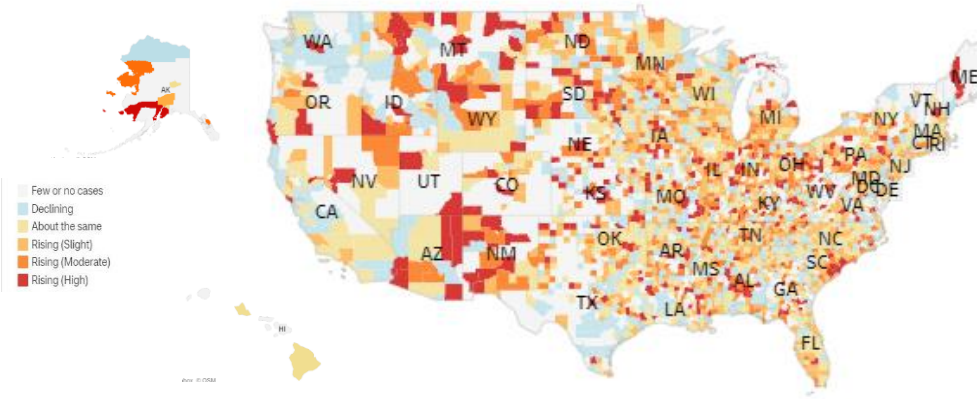 WA
MT
ND
MN
ME
AK
OR
ID
SD
WI
VT
NH
WY
MI
NY
MA
NE
IA
CT
RI
IL
IN
OH
PA
NJ
Few or no cases
NV
UT
CO
KS
MO
KY
WV
MD
DC
DE
VA
Declining
CA
About the same
AZ
NM
OK
AR
TN
NC
Rising (Slight)
MS
AL
SC
GA
Rising (Moderate)
TX
LA
Rising (High)
HI
FL